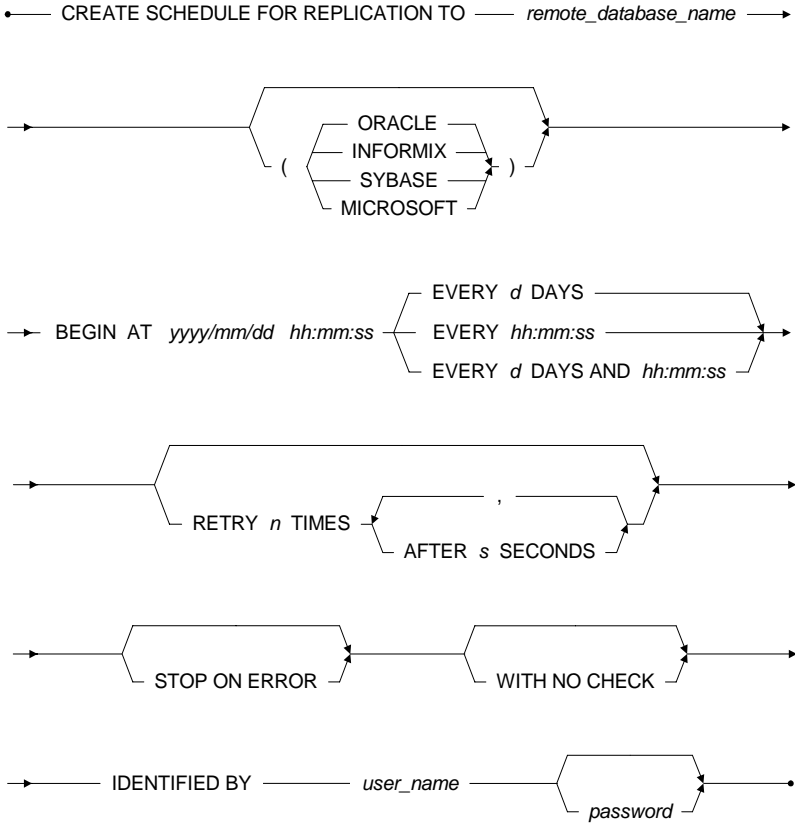 CREATE SCHEDULE FOR REPLICATION TO remote_database_name
ORACLE
INFORMIX
( )
SYBASE
MICROSOFT
EVERY d DAYS
BEGIN AT yyyy/mm/dd hh:mm:ss EVERY hh:mm:ss
EVERY d DAYS AND hh:mm:ss
,
RETRY n TIMES
AFTER s SECONDS
STOP ON ERROR WITH NO CHECK
IDENTIFIED BY user_name
password